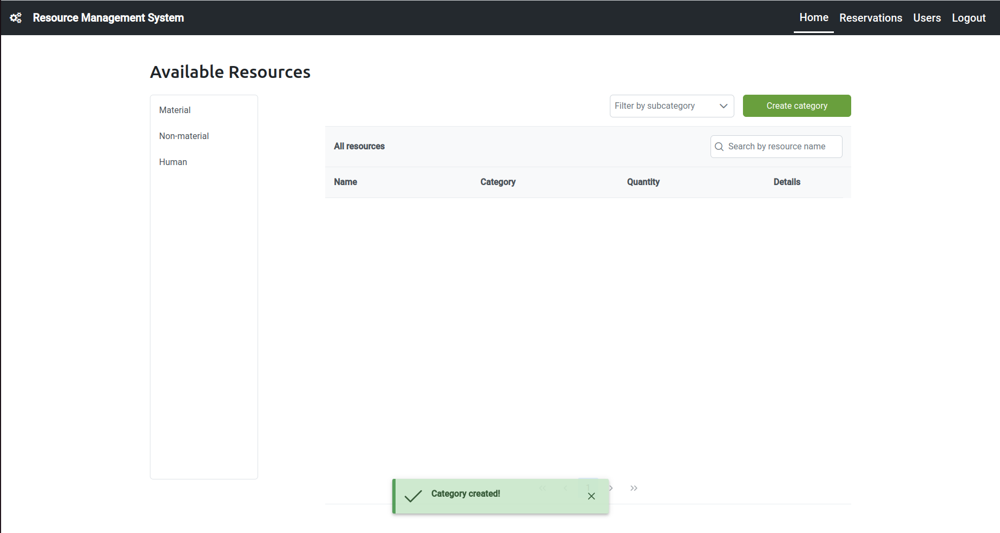 Resource Management System
Home Reservations Users Logout
Available Resources
Material
Non-material
Human
Filter by subcategory
Create category
All resources
Search by resource name
Name Category Quantity Details
1
Category created!